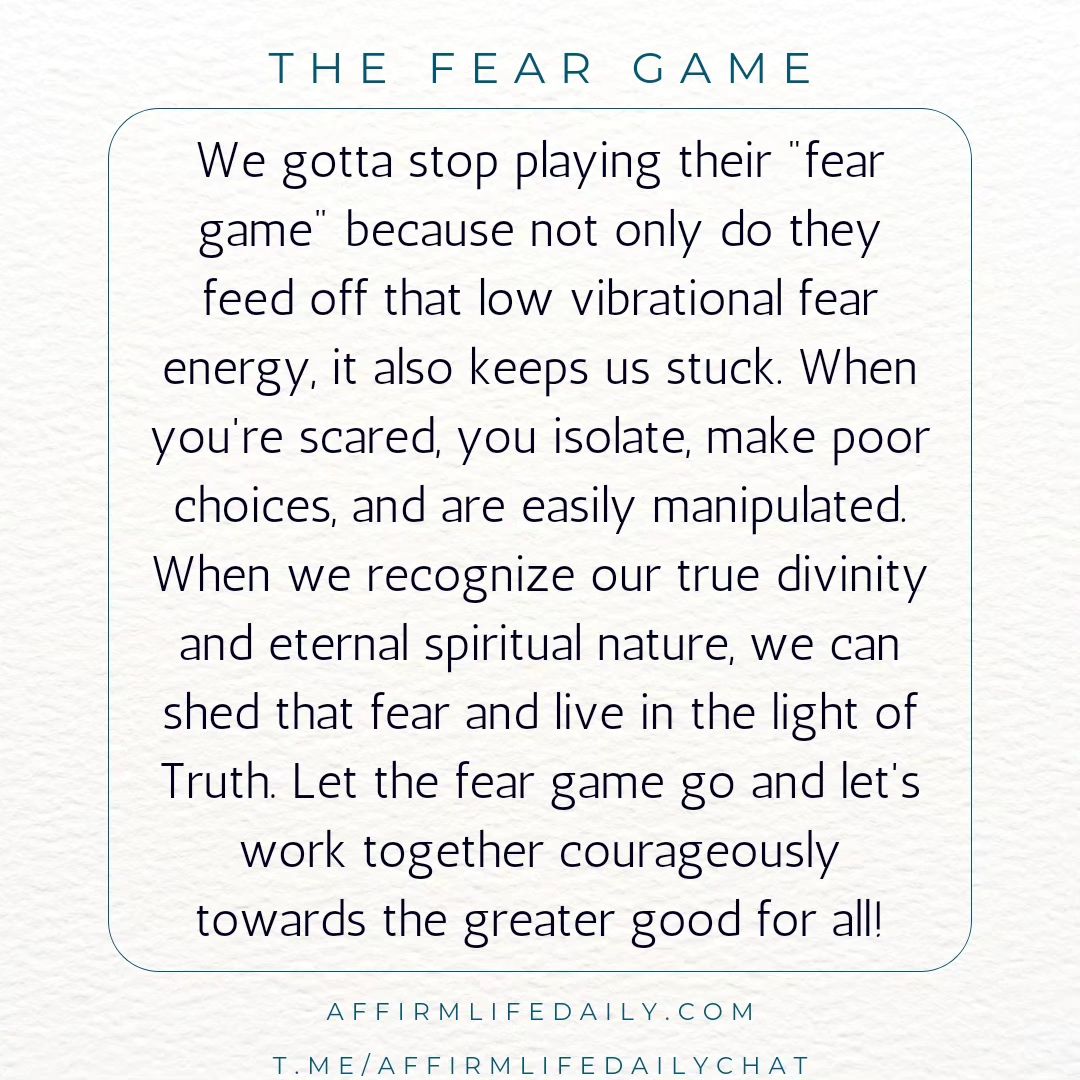 THE FEAR GAME
We gotta stop playing their "fear
game" because not only do they
feed off that low vibrational fear
energy, it also keeps us stuck. When
you're scared, you isolate, make poor
choices, and are easily manipulated.
When we recognize our true divinity
and eternal spiritual nature, we can
shed that fear and live in the light of
Truth. Let the fear game go and let's
work together courageously
towards the greater good for all!
AFFIRMLIFEDAILY.COM
T.ME/AFFIRMLIFEDAILYCHAT